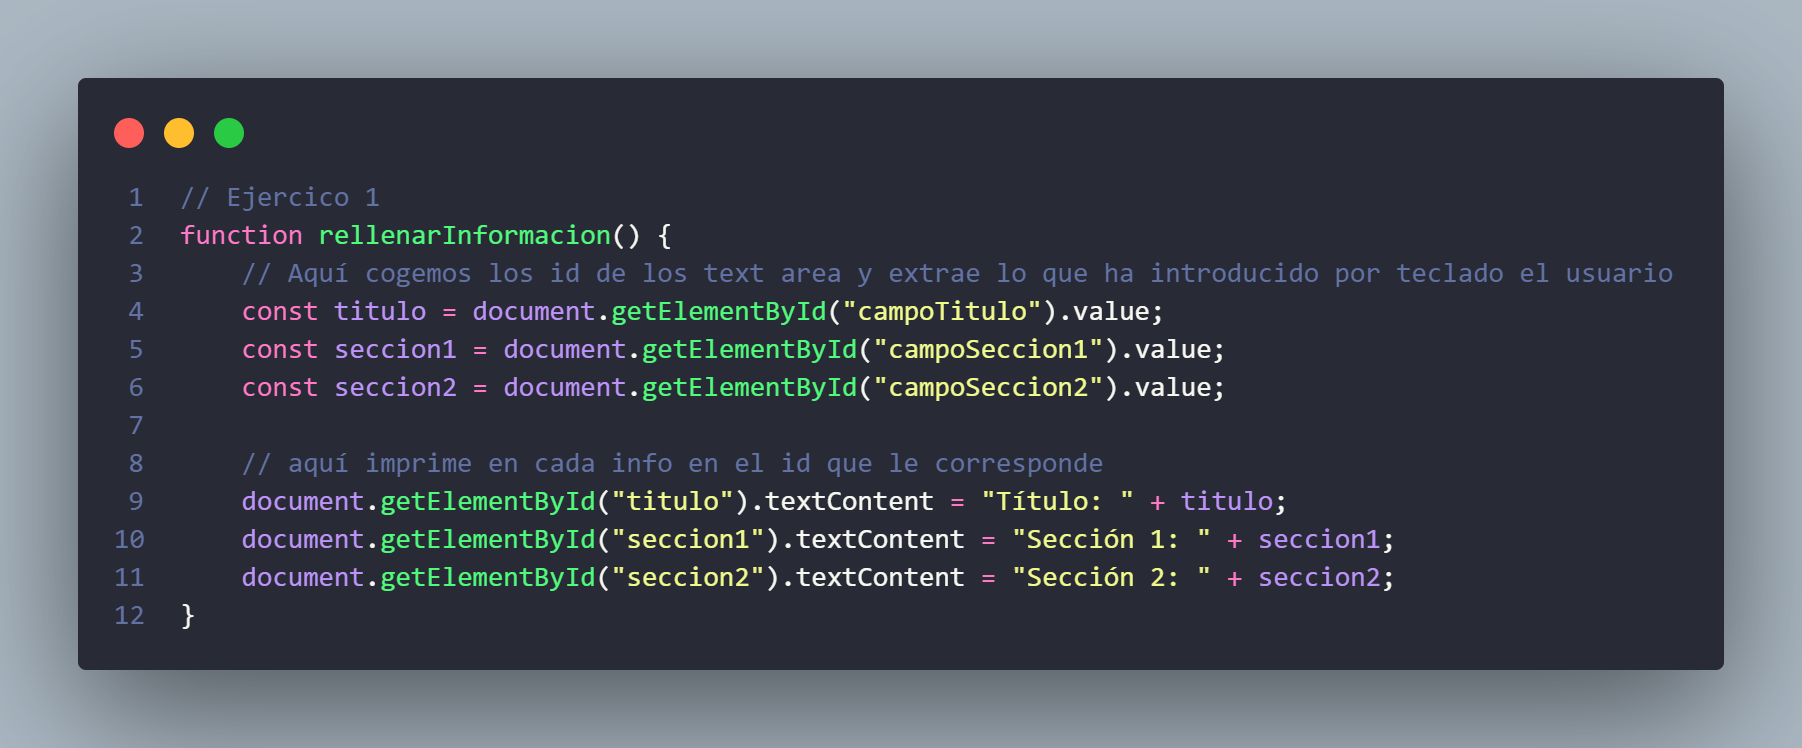 1 // Ejercico 1
2 function rellenarInformacion() {
3     // Aquí cogemos los id de los text area y extrae lo que ha introducido por teclado el usuario
4     const titulo = document.getElementById("campoTitulo").value;
5     const seccion1 = document.getElementById("campoSeccion1").value;
6     const seccion2 = document.getElementById("campoSeccion2").value;
7
8     // aquí imprime en cada info en el id que le corresponde
9     document.getElementById("titulo").textContent = "Título: " + titulo;
10     document.getElementById("seccion1").textContent = "Sección 1: " + seccion1;
11     document.getElementById("seccion2").textContent = "Sección 2: " + seccion2;
12 }